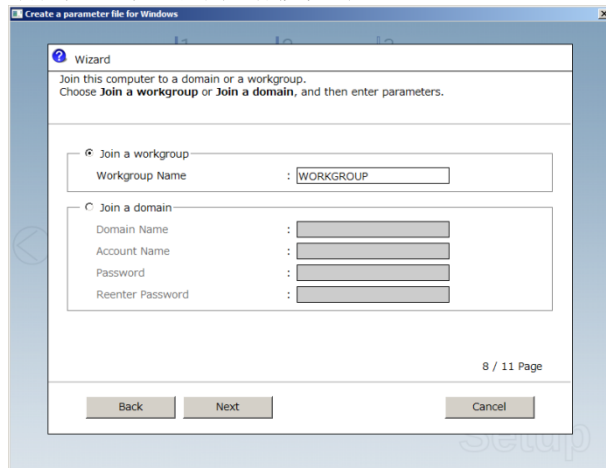 Create a parameter file for Windows
Wizard
Join this computer to a domain or a workgroup.
Choose Join a workgroup or Join a domain, and then enter parameters.
Join a workgroup
Workgroup Name : WORKGROUP
Join a domain
Domain Name :
Account Name :
Password :
Reenter Password :
8 / 11 Page
Back Next Cancel
Setup